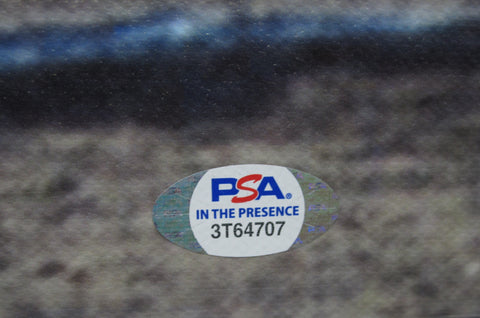 PSA®
IN THE PRESENCE
3T64707